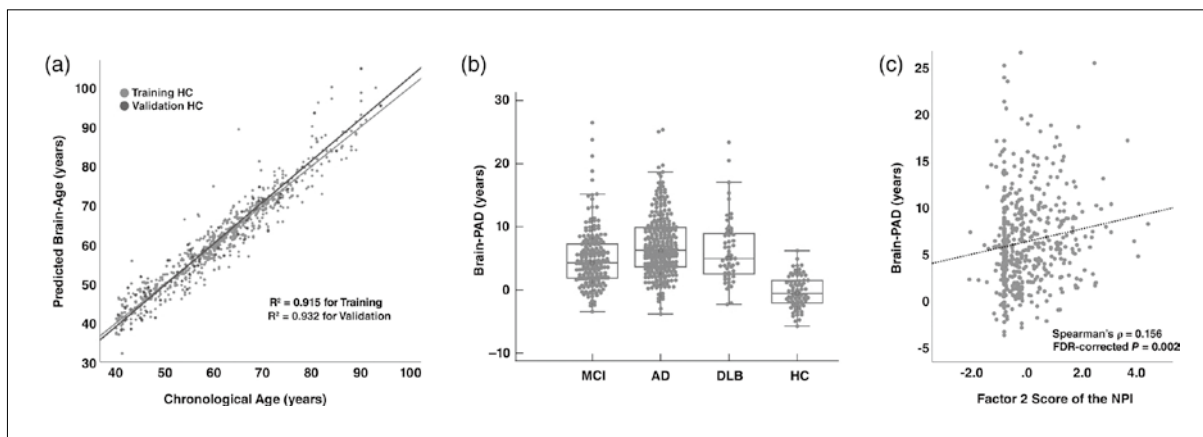 (a)
Training HC
Validation HC
Predicted Brain-Age (years)
100
90
80
70
60
50
40
30
R² = 0.915 for Training
R² = 0.932 for Validation
40 50 60 70 80 90 100
Chronological Age (years)
(b)
Brain-PAD (years)
30
20
10
0
−10
MCI AD DLB HC
(c)
Brain-PAD (years)
25
20
15
10
5
0
-5
Spearman's ρ = 0.156
FDR-corrected P = 0.002
-2.0 .0 2.0 4.0
Factor 2 Score of the NPI